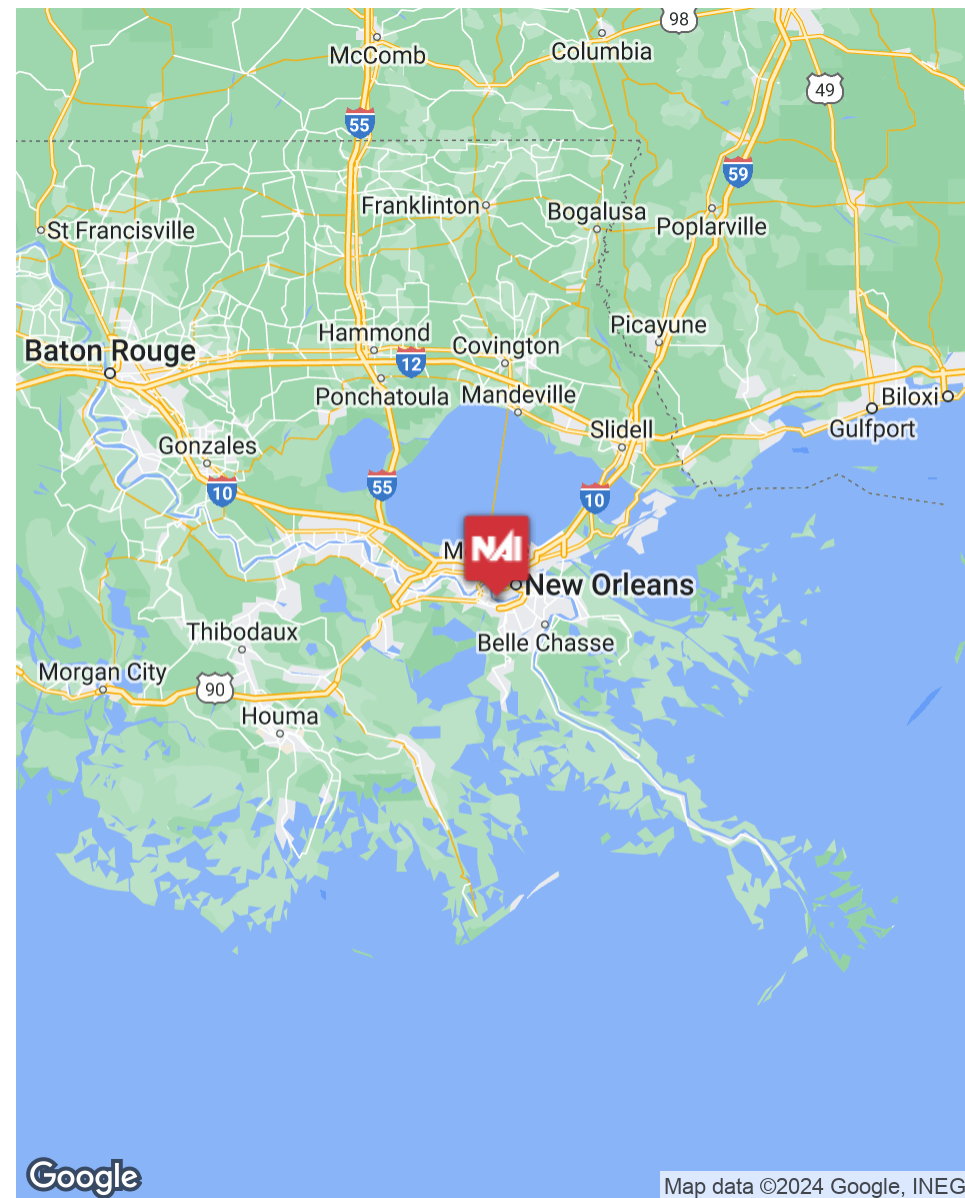 98
McComb
Columbia
49
55
59
Franklinton
Bogalusa
Poplarville
St Francisville
Picayune
Hammond
Covington
Baton Rouge
12
Ponchatoula
Mandeville
Biloxi
Gulfport
Slidell
Gonzales
10
55
10
M
NAI
New Orleans
Thibodaux
Belle Chasse
Morgan City
90
Houma
Google
Map data ©2024 Google, INEG